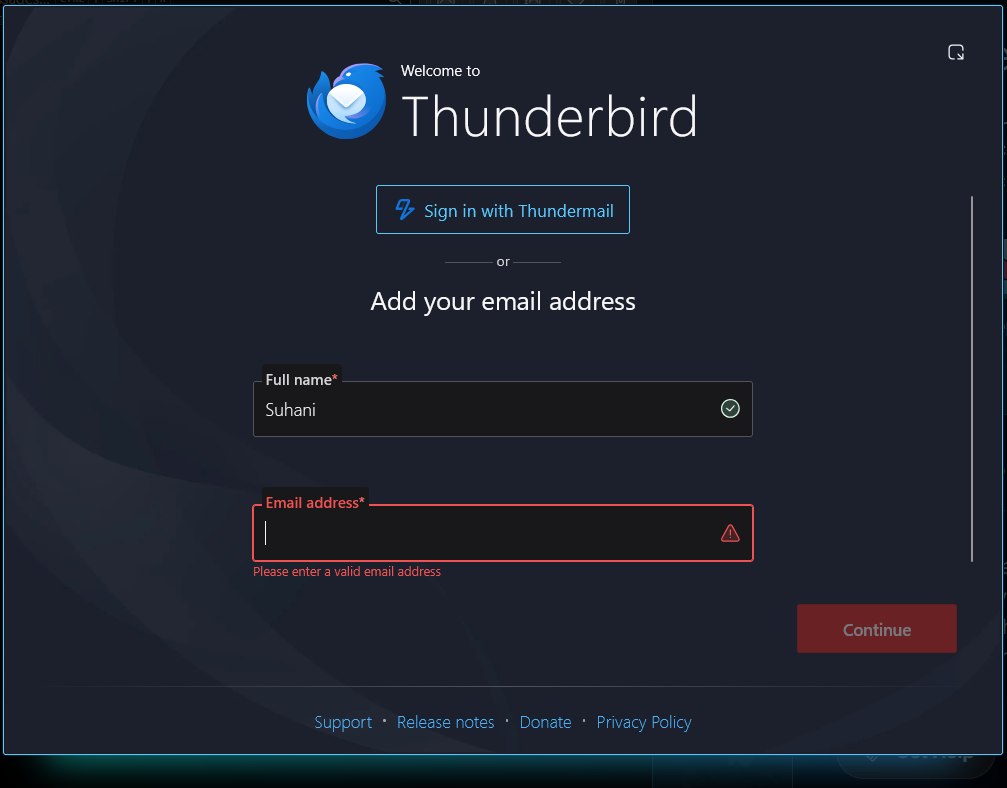 Welcome to
Thunderbird
Sign in with Thundermail
or
Add your email address
Full name*
Suhani
Email address*
Please enter a valid email address
Continue
Support · Release notes · Donate · Privacy Policy